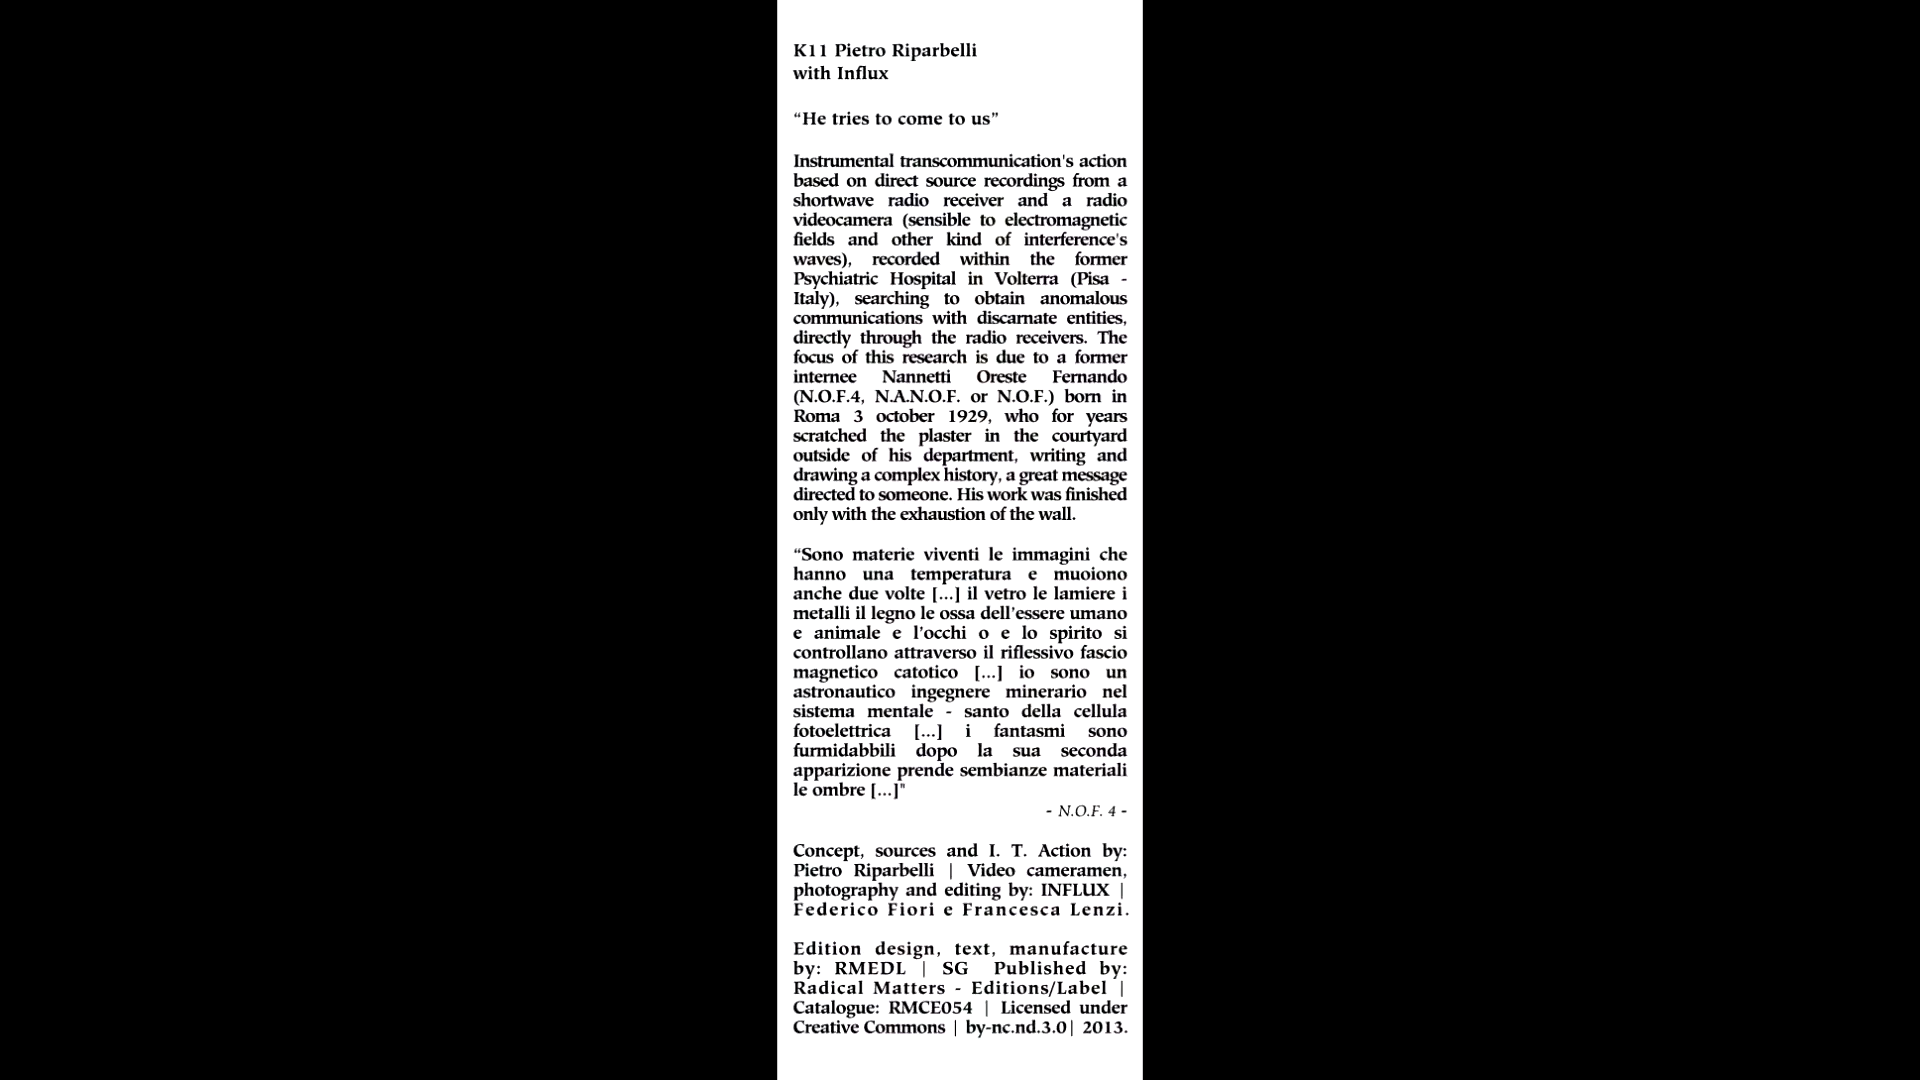 K11 Pietro Riparbelli
with Influx
“He tries to come to us”
Instrumental transcommunication's action
based on direct source recordings from a
shortwave radio receiver and a radio
videocamera (sensible to electromagnetic
fields and other kind of interference's
waves), recorded within the former
Psychiatric Hospital in Volterra (Pisa -
Italy), searching to obtain anomalous
communications with discarnate entities,
directly through the radio receivers. The
focus of this research is due to a former
internee Nannetti Oreste Fernando
(N.O.F.4, N.A.N.O.F. or N.O.F.) born in
Roma 3 october 1929, who for years
scratched the plaster in the courtyard
outside of his department, writing and
drawing a complex history, a great message
directed to someone. His work was finished
only with the exhaustion of the wall.
“Sono materie viventi le immagini che
hanno una temperatura e muoiono
anche due volte [...] il vetro le lamiere i
metalli il legno le ossa dell’essere umano
e animale e l’occhi o e lo spirito si
controllano attraverso il riflessivo fascio
magnetico catotico [...] io sono un
astronautico ingegnere minerario nel
sistema mentale - santo della cellula
fotoelettrica [...] i fantasmi sono
furmidabbili dopo la sua seconda
apparizione prende sembianze materiali
le ombre [...]"
- N.O.F. 4 -
Concept, sources and I. T. Action by:
Pietro Riparbelli | Video cameramen,
photography and editing by: INFLUX |
Federico Fiori e Francesca Lenzi.
Edition design, text, manufacture
by: RMEDL | SG Published by:
Radical Matters - Editions/Label |
Catalogue: RMCE054 | Licensed under
Creative Commons | by-nc.nd.3.0| 2013.